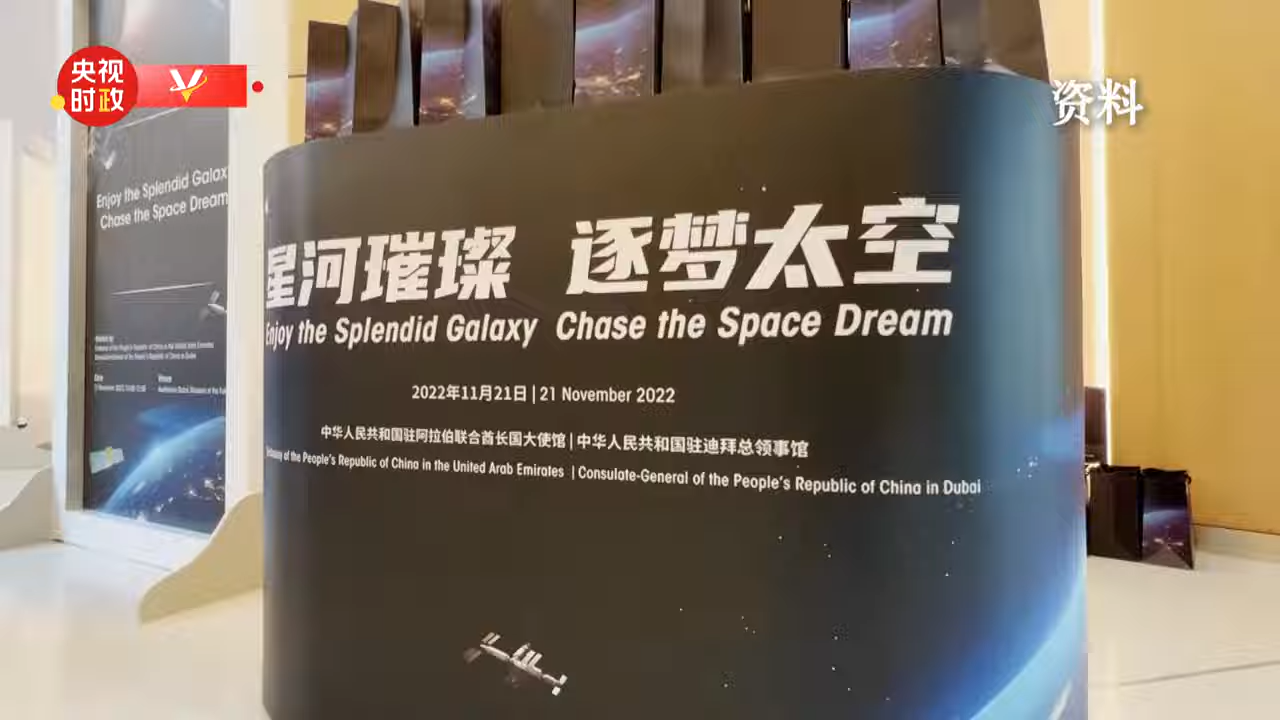 央视
时政
资料
Enjoy the Splendid Galax
Chase the Space Dream
星河璀璨 逐梦太空
Enjoy the Splendid Galaxy Chase the Space Dream
2022年11月21日 | 21 November 2022
中华人民共和国驻阿拉伯联合酋长国大使馆 | 中华人民共和国驻迪拜总领事馆
Embassy of the People's Republic of China in the United Arab Emirates | Consulate-General of the People's Republic of China in Dubai